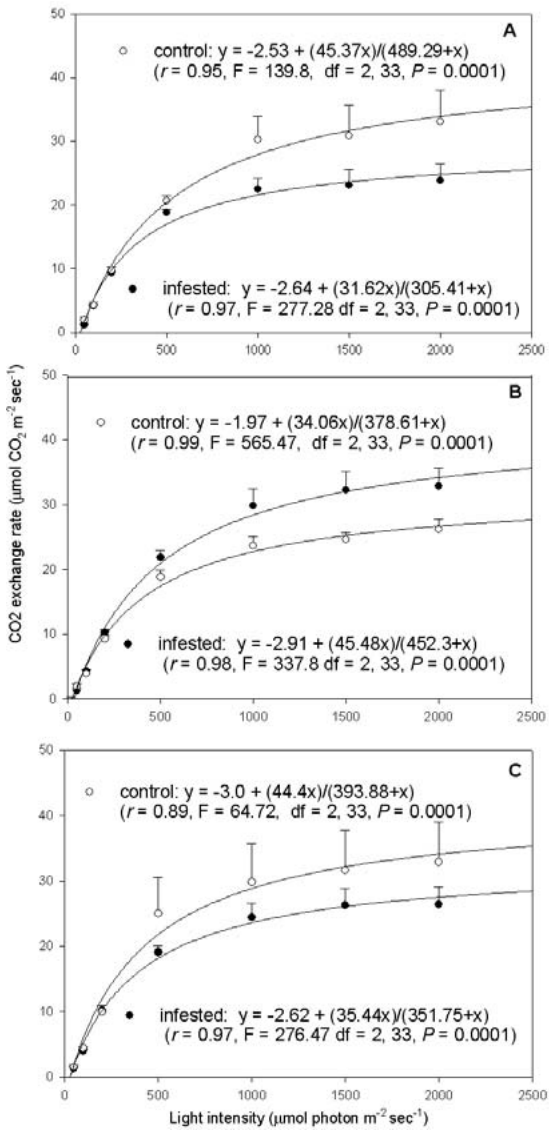 A
50
control: y = -2.53 + (45.37x)/(489.29+x)
(r = 0.95, F = 139.8, df = 2, 33, P = 0.0001)
40
30
20
10
infested: y = -2.64 + (31.62x)/(305.41+x)
(r = 0.97, F = 277.28 df = 2, 33, P = 0.0001)
0
500 1000 1500 2000 2500
B
50
control: y = -1.97 + (34.06x)/(378.61+x)
(r = 0.99, F = 565.47, df = 2, 33, P = 0.0001)
40
30
20
10
infested: y = -2.91 + (45.48x)/(452.3+x)
(r = 0.98, F = 337.8 df = 2, 33, P = 0.0001)
0
0 500 1000 1500 2000 2500
CO2 exchange rate (μmol CO2 m-2 sec-1)
C
50
control: y = -3.0 + (44.4x)/(393.88+x)
(r = 0.89, F = 64.72, df = 2, 33, P = 0.0001)
40
30
20
10
infested: y = -2.62 + (35.44x)/(351.75+x)
(r = 0.97, F = 276.47 df = 2, 33, P = 0.0001)
0
500 1000 1500 2000 2500
Light intensity (μmol photon m-2 sec-1)